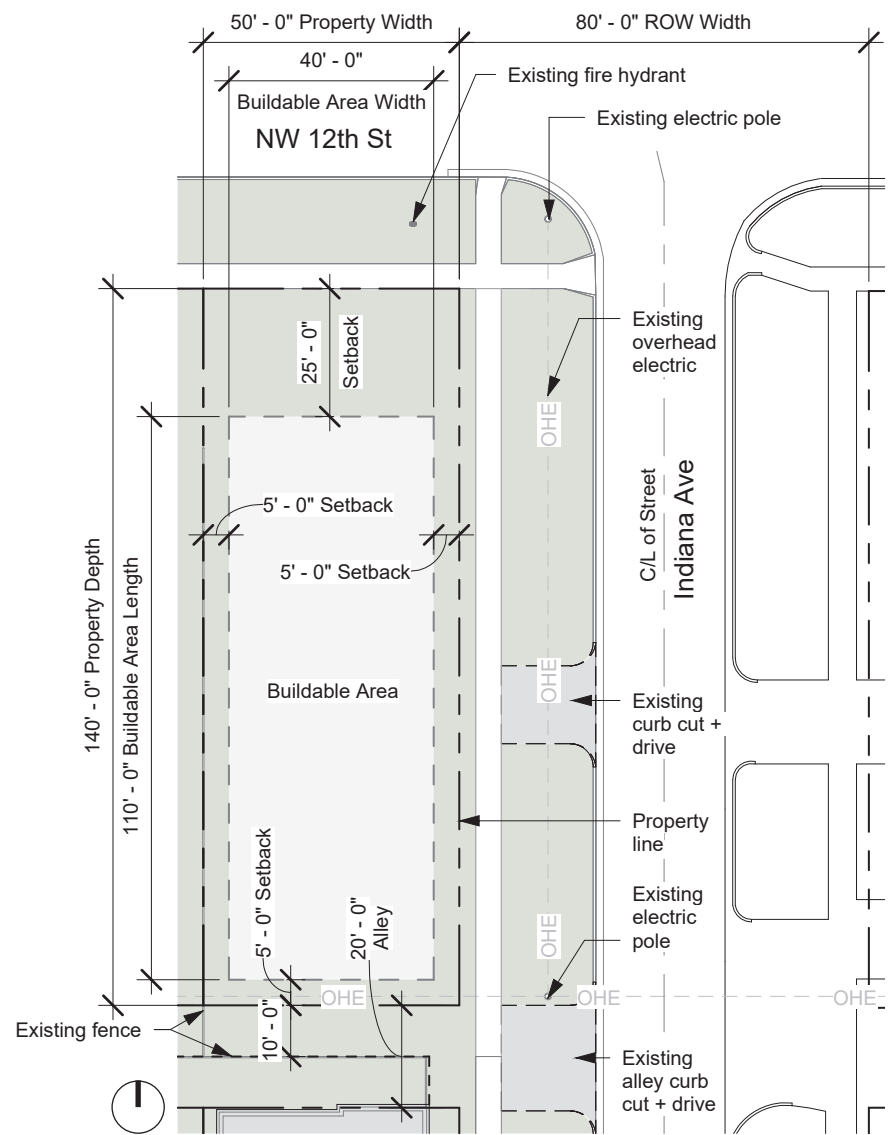 50' - 0" Property Width
80' - 0" ROW Width
40' - 0"
Buildable Area Width
NW 12th St
Existing fire hydrant
Existing electric pole
25' - 0"
Setback
Existing
overhead
electric
OHE
5' - 0" Setback
5' - 0" Setback
C/L of Street
Indiana Ave
140' - 0" Property Depth
110' - 0" Buildable Area Length
Buildable Area
OHE
Existing
curb cut +
drive
Property
line
5' - 0" Setback
20' - 0"
Alley
Existing
electric
pole
OHE
OHE
OHE
OHE
Existing fence
10' - 0"
Existing
alley curb
cut + drive